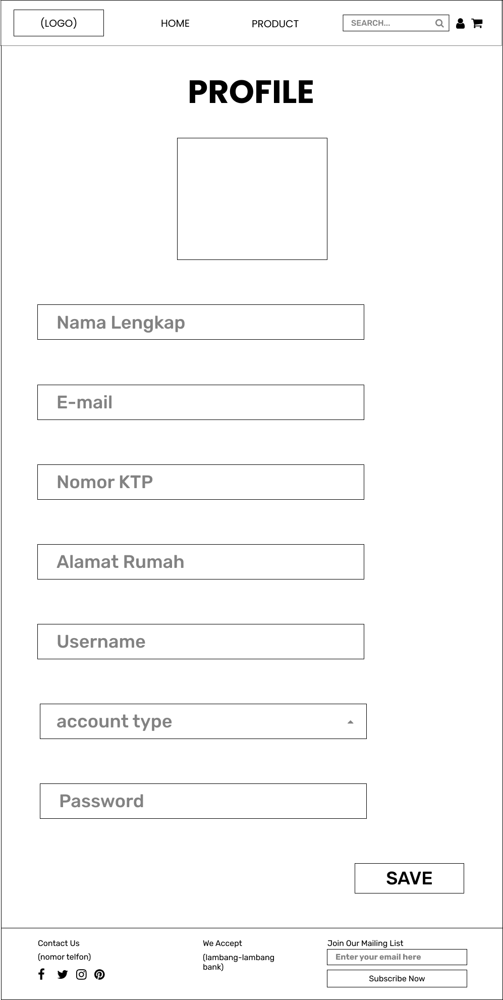 (LOGO)
HOME
PRODUCT
SEARCH...
PROFILE
Nama Lengkap
E-mail
Nomor KTP
Alamat Rumah
Username
account type
Password
SAVE
Contact Us
(nomor telfon)
We Accept
(lambang-lambang
bank)
Join Our Mailing List
Enter your email here
Subscribe Now